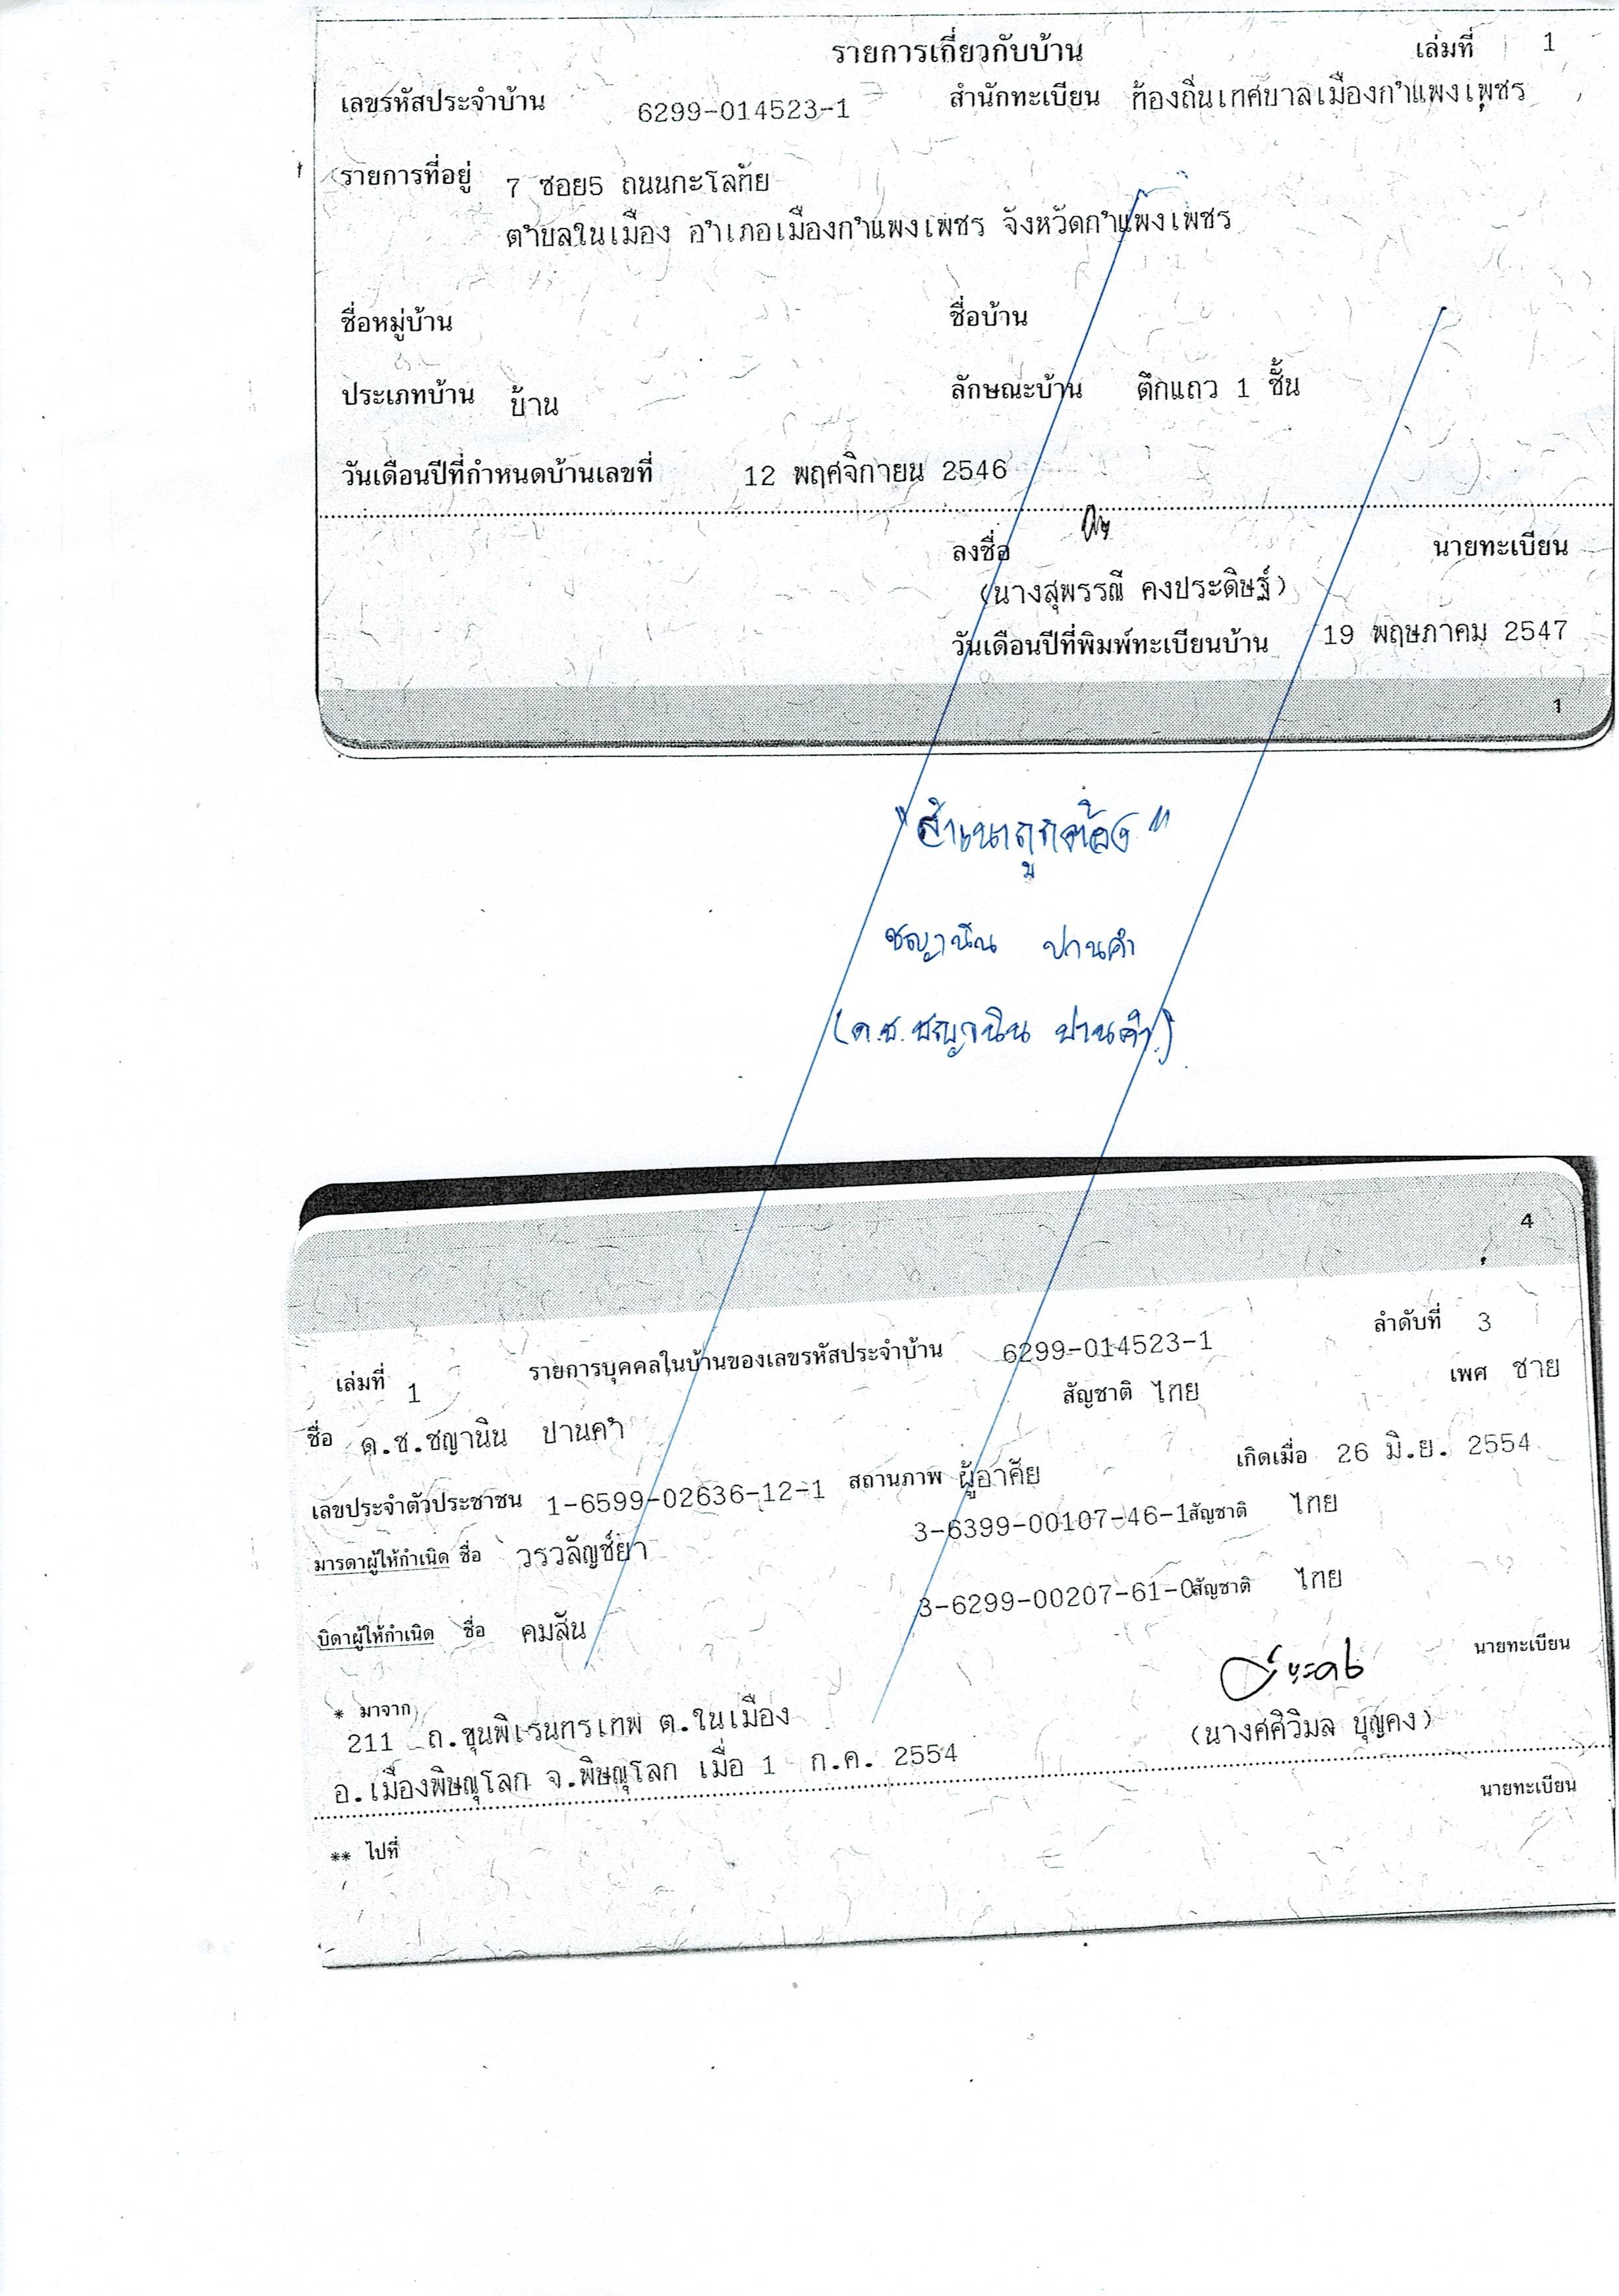 รายการเกี่ยวกับบ้าน เล่มที่ 1
เลขรหัสประจำบ้าน 6299-014523-1 สำนักทะเบียน ท้องถิ่นเทศบาลเมืองกำแพงเพชร
รายการที่อยู่ 7 ซอย5 ถนนกะโลทัย
ตำบลในเมือง อำเภอเมืองกำแพงเพชร จังหวัดกำแพงเพชร
ชื่อหมู่บ้าน ชื่อบ้าน
ประเภทบ้าน บ้าน ลักษณะบ้าน ตึกแถว 1 ชั้น
วันเดือนปีที่กำหนดบ้านเลขที่ 12 พฤศจิกายน 2546
ลงชื่อ นายทะเบียน
(นางสุพรรณี คงประดิษฐ์)
วันเดือนปีที่พิมพ์ทะเบียนบ้าน 19 พฤษภาคม 2547
1
"สำเนาถูกต้อง"
ชญานิน ปานคำ
(ด.ช.ชญานิน ปานคำ)
4
เล่มที่ 1 รายการบุคคลในบ้านของเลขรหัสประจำบ้าน 6299-014523-1 ลำดับที่ 3
ชื่อ ด.ช.ชญานิน ปานคำ สัญชาติ ไทย เพศ ชาย
เลขประจำตัวประชาชน 1-6599-02636-12-1 สถานภาพ ผู้อาศัย เกิดเมื่อ 26 มิ.ย. 2554
มารดาผู้ให้กำเนิด ชื่อ วรวลัญช์ยา 3-6399-00107-46-1 สัญชาติ ไทย
บิดาผู้ให้กำเนิด ชื่อ คมสัน 3-6299-00207-61-0 สัญชาติ ไทย
นายทะเบียน
* มาจาก
211 ถ.ขุนพิเรนทรเทพ ต.ในเมือง (นางศศิวิมล บุญคง)
อ.เมืองพิษณุโลก จ.พิษณุโลก เมื่อ 1 ก.ค. 2554
นายทะเบียน
** ไปที่